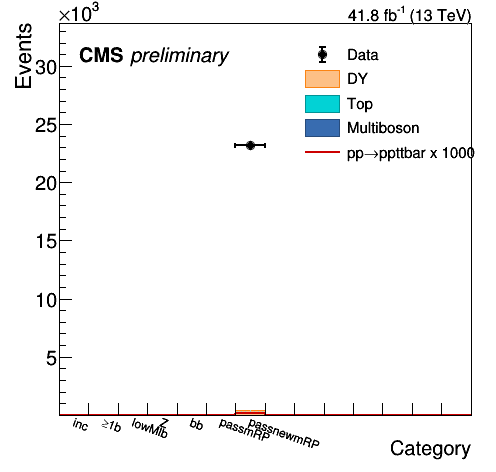 ×10³
41.8 fb⁻¹ (13 TeV)
Events
CMS preliminary
Data
DY
Top
Multiboson
pp→ppttbar x 1000
30
25
20
15
10
5
inc
≥1b
lowMlb
Z
bb
passmRP
passnewmRP
Category